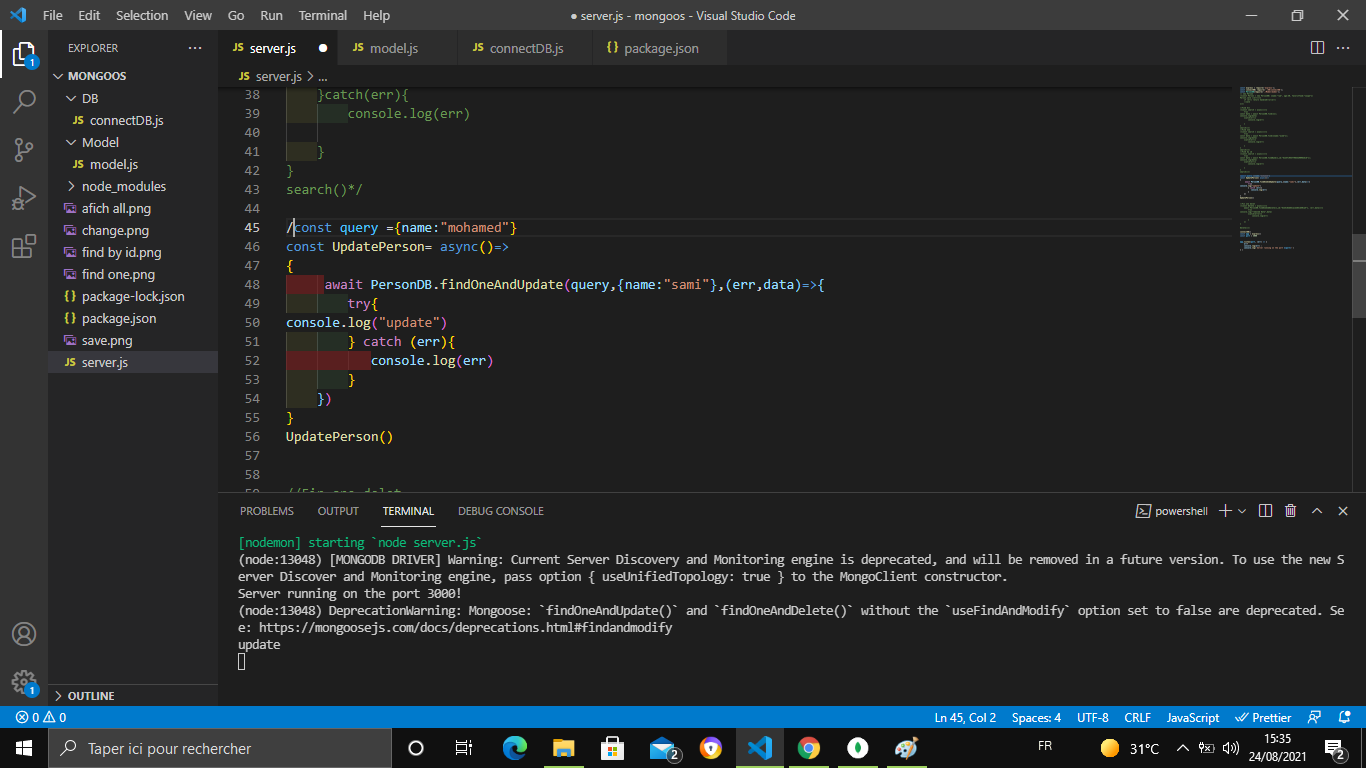 File Edit Selection View Go Run Terminal Help
● server.js - mongoos - Visual Studio Code
EXPLORER ···
JS server.js ●
JS model.js
JS connectDB.js
{} package.json
···
MONGOOS
JS server.js > ...
DB
JS connectDB.js
Model
JS model.js
node_modules
afich all.png
change.png
find by id.png
find one.png
{} package-lock.json
{} package.json
save.png
JS server.js
OUTLINE
1
1
38 }catch(err){
39 console.log(err)
40
41 }
42 }
43 search()*/
44
45 /const query ={name:"mohamed"}
46 const UpdatePerson= async()=>
47 {
48 await PersonDB.findOneAndUpdate(query,{name:"sami"},(err,data)=>{
49 try{
50 console.log("update")
51 } catch (err){
52 console.log(err)
53 }
54 })
55 }
56 UpdatePerson()
57
58
PROBLEMS OUTPUT TERMINAL DEBUG CONSOLE
powershell
[nodemon] starting `node server.js`
(node:13048) [MONGODB DRIVER] Warning: Current Server Discovery and Monitoring engine is deprecated, and will be removed in a future version. To use the new S
erver Discover and Monitoring engine, pass option { useUnifiedTopology: true } to the MongoClient constructor.
Server running on the port 3000!
(node:13048) DeprecationWarning: Mongoose: `findOneAndUpdate()` and `findOneAndDelete()` without the `useFindAndModify` option set to false are deprecated. Se
e: https://mongoosejs.com/docs/deprecations.html#findandmodify
update
0 0
Ln 45, Col 2 Spaces: 4 UTF-8 CRLF JavaScript Prettier
Taper ici pour rechercher
2
FR
31°C
15:35
24/08/2021
2